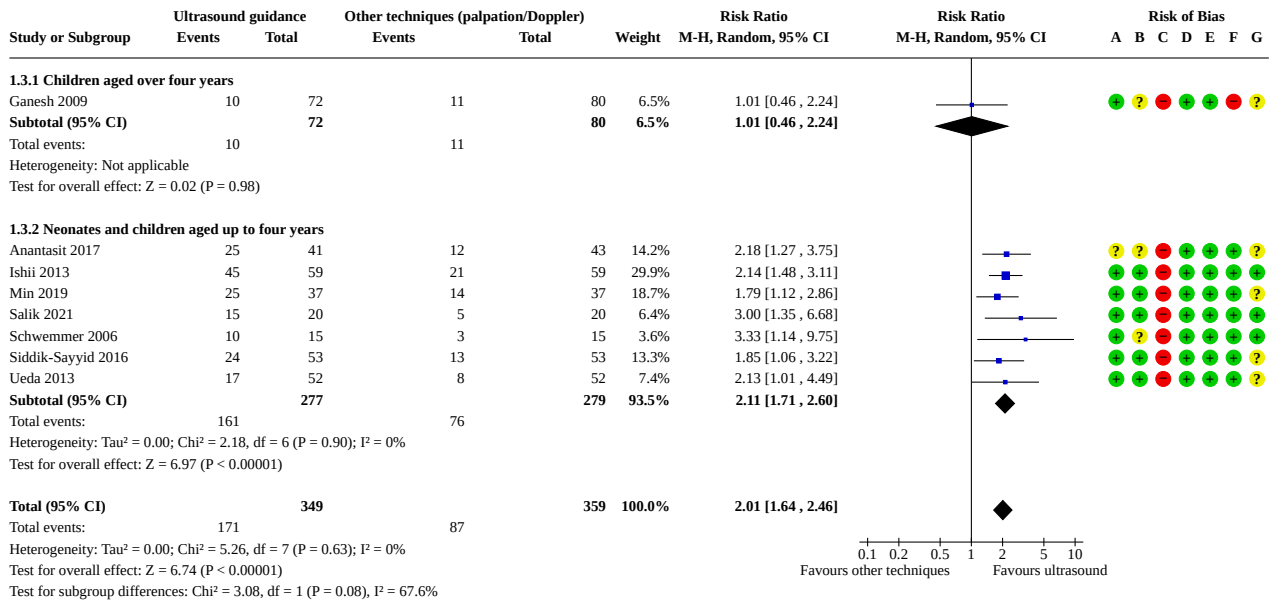 Ultrasound guidance Other techniques (palpation/Doppler) Risk Ratio Risk Ratio Risk of Bias
Study or Subgroup Events Total Events Total Weight M-H, Random, 95% CI M-H, Random, 95% CI A B C D E F G
1.3.1 Children aged over four years
Ganesh 2009 10 72 11 80 6.5% 1.01 [0.46 , 2.24] + ? − + + − ?
Subtotal (95% CI) 72 80 6.5% 1.01 [0.46 , 2.24]
Total events: 10 11
Heterogeneity: Not applicable
Test for overall effect: Z = 0.02 (P = 0.98)
1.3.2 Neonates and children aged up to four years
Anantasit 2017 25 41 12 43 14.2% 2.18 [1.27 , 3.75] ? ? − + + + ?
Ishii 2013 45 59 21 59 29.9% 2.14 [1.48 , 3.11] + + − + + + +
Min 2019 25 37 14 37 18.7% 1.79 [1.12 , 2.86] + + − + + + ?
Salik 2021 15 20 5 20 6.4% 3.00 [1.35 , 6.68] + + − + + + +
Schwemmer 2006 10 15 3 15 3.6% 3.33 [1.14 , 9.75] + ? − + + + +
Siddik-Sayyid 2016 24 53 13 53 13.3% 1.85 [1.06 , 3.22] + + − + + + ?
Ueda 2013 17 52 8 52 7.4% 2.13 [1.01 , 4.49] + + − + + + ?
Subtotal (95% CI) 277 279 93.5% 2.11 [1.71 , 2.60]
Total events: 161 76
Heterogeneity: Tau² = 0.00; Chi² = 2.18, df = 6 (P = 0.90); I² = 0%
Test for overall effect: Z = 6.97 (P < 0.00001)
Total (95% CI) 349 359 100.0% 2.01 [1.64 , 2.46]
Total events: 171 87
Heterogeneity: Tau² = 0.00; Chi² = 5.26, df = 7 (P = 0.63); I² = 0%
0.1 0.2 0.5 1 2 5 10
Test for overall effect: Z = 6.74 (P < 0.00001)
Favours other techniques Favours ultrasound
Test for subgroup differences: Chi² = 3.08, df = 1 (P = 0.08), I² = 67.6%